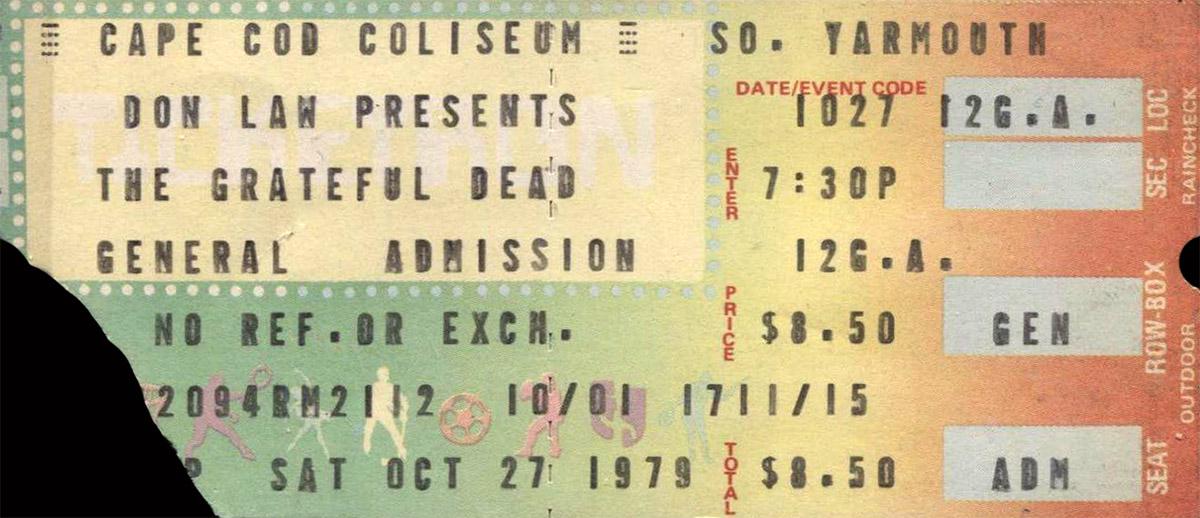 CAPE COD COLISEUM SO. YARMOUTH
DATE/EVENT CODE
DON LAW PRESENTS 1027 12G.A.
THE GRATEFUL DEAD ENTER 7:30P
GENERAL ADMISSION 12G.A.
NO REF.OR EXCH. PRICE $8.50 GEN
2094RM2112 10/01 1711/15
P SAT OCT 27 1979 TOTAL $8.50 ADM
LOC
SEC
ROW-BOX
SEAT
RAINCHECK
OUTDOOR